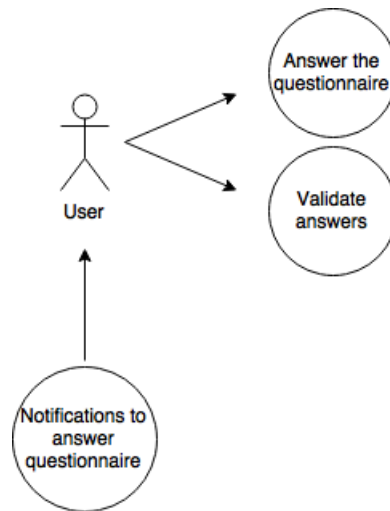 Answer the
questionnaire
User
Validate
answers
Notifications to
answer
questionnaire